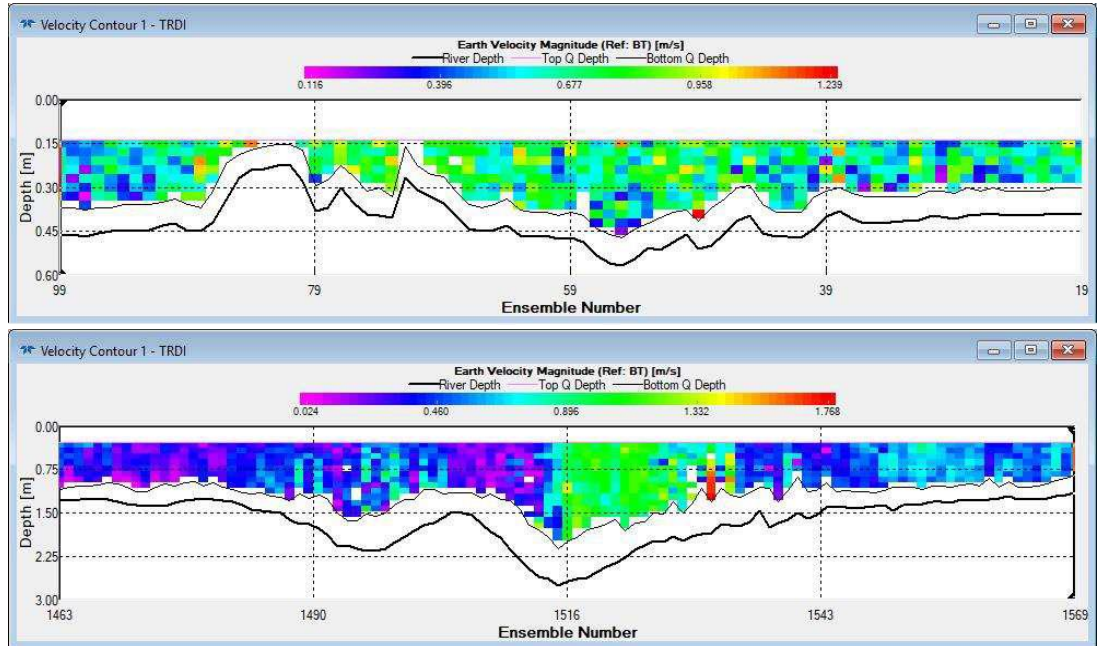 Velocity Contour 1 - TRDI
Earth Velocity Magnitude (Ref: BT) [m/s]
River Depth Top Q Depth Bottom Q Depth
0.116 0.396 0.677 0.958 1.239
0.00
0.15
0.30
0.45
0.60
Depth [m]
99 79 59 39 19
Ensemble Number
Velocity Contour 1 - TRDI
Earth Velocity Magnitude (Ref: BT) [m/s]
River Depth Top Q Depth Bottom Q Depth
0.024 0.460 0.896 1.332 1.768
0.00
0.75
1.50
2.25
3.00
Depth [m]
1463 1490 1516 1543 1569
Ensemble Number